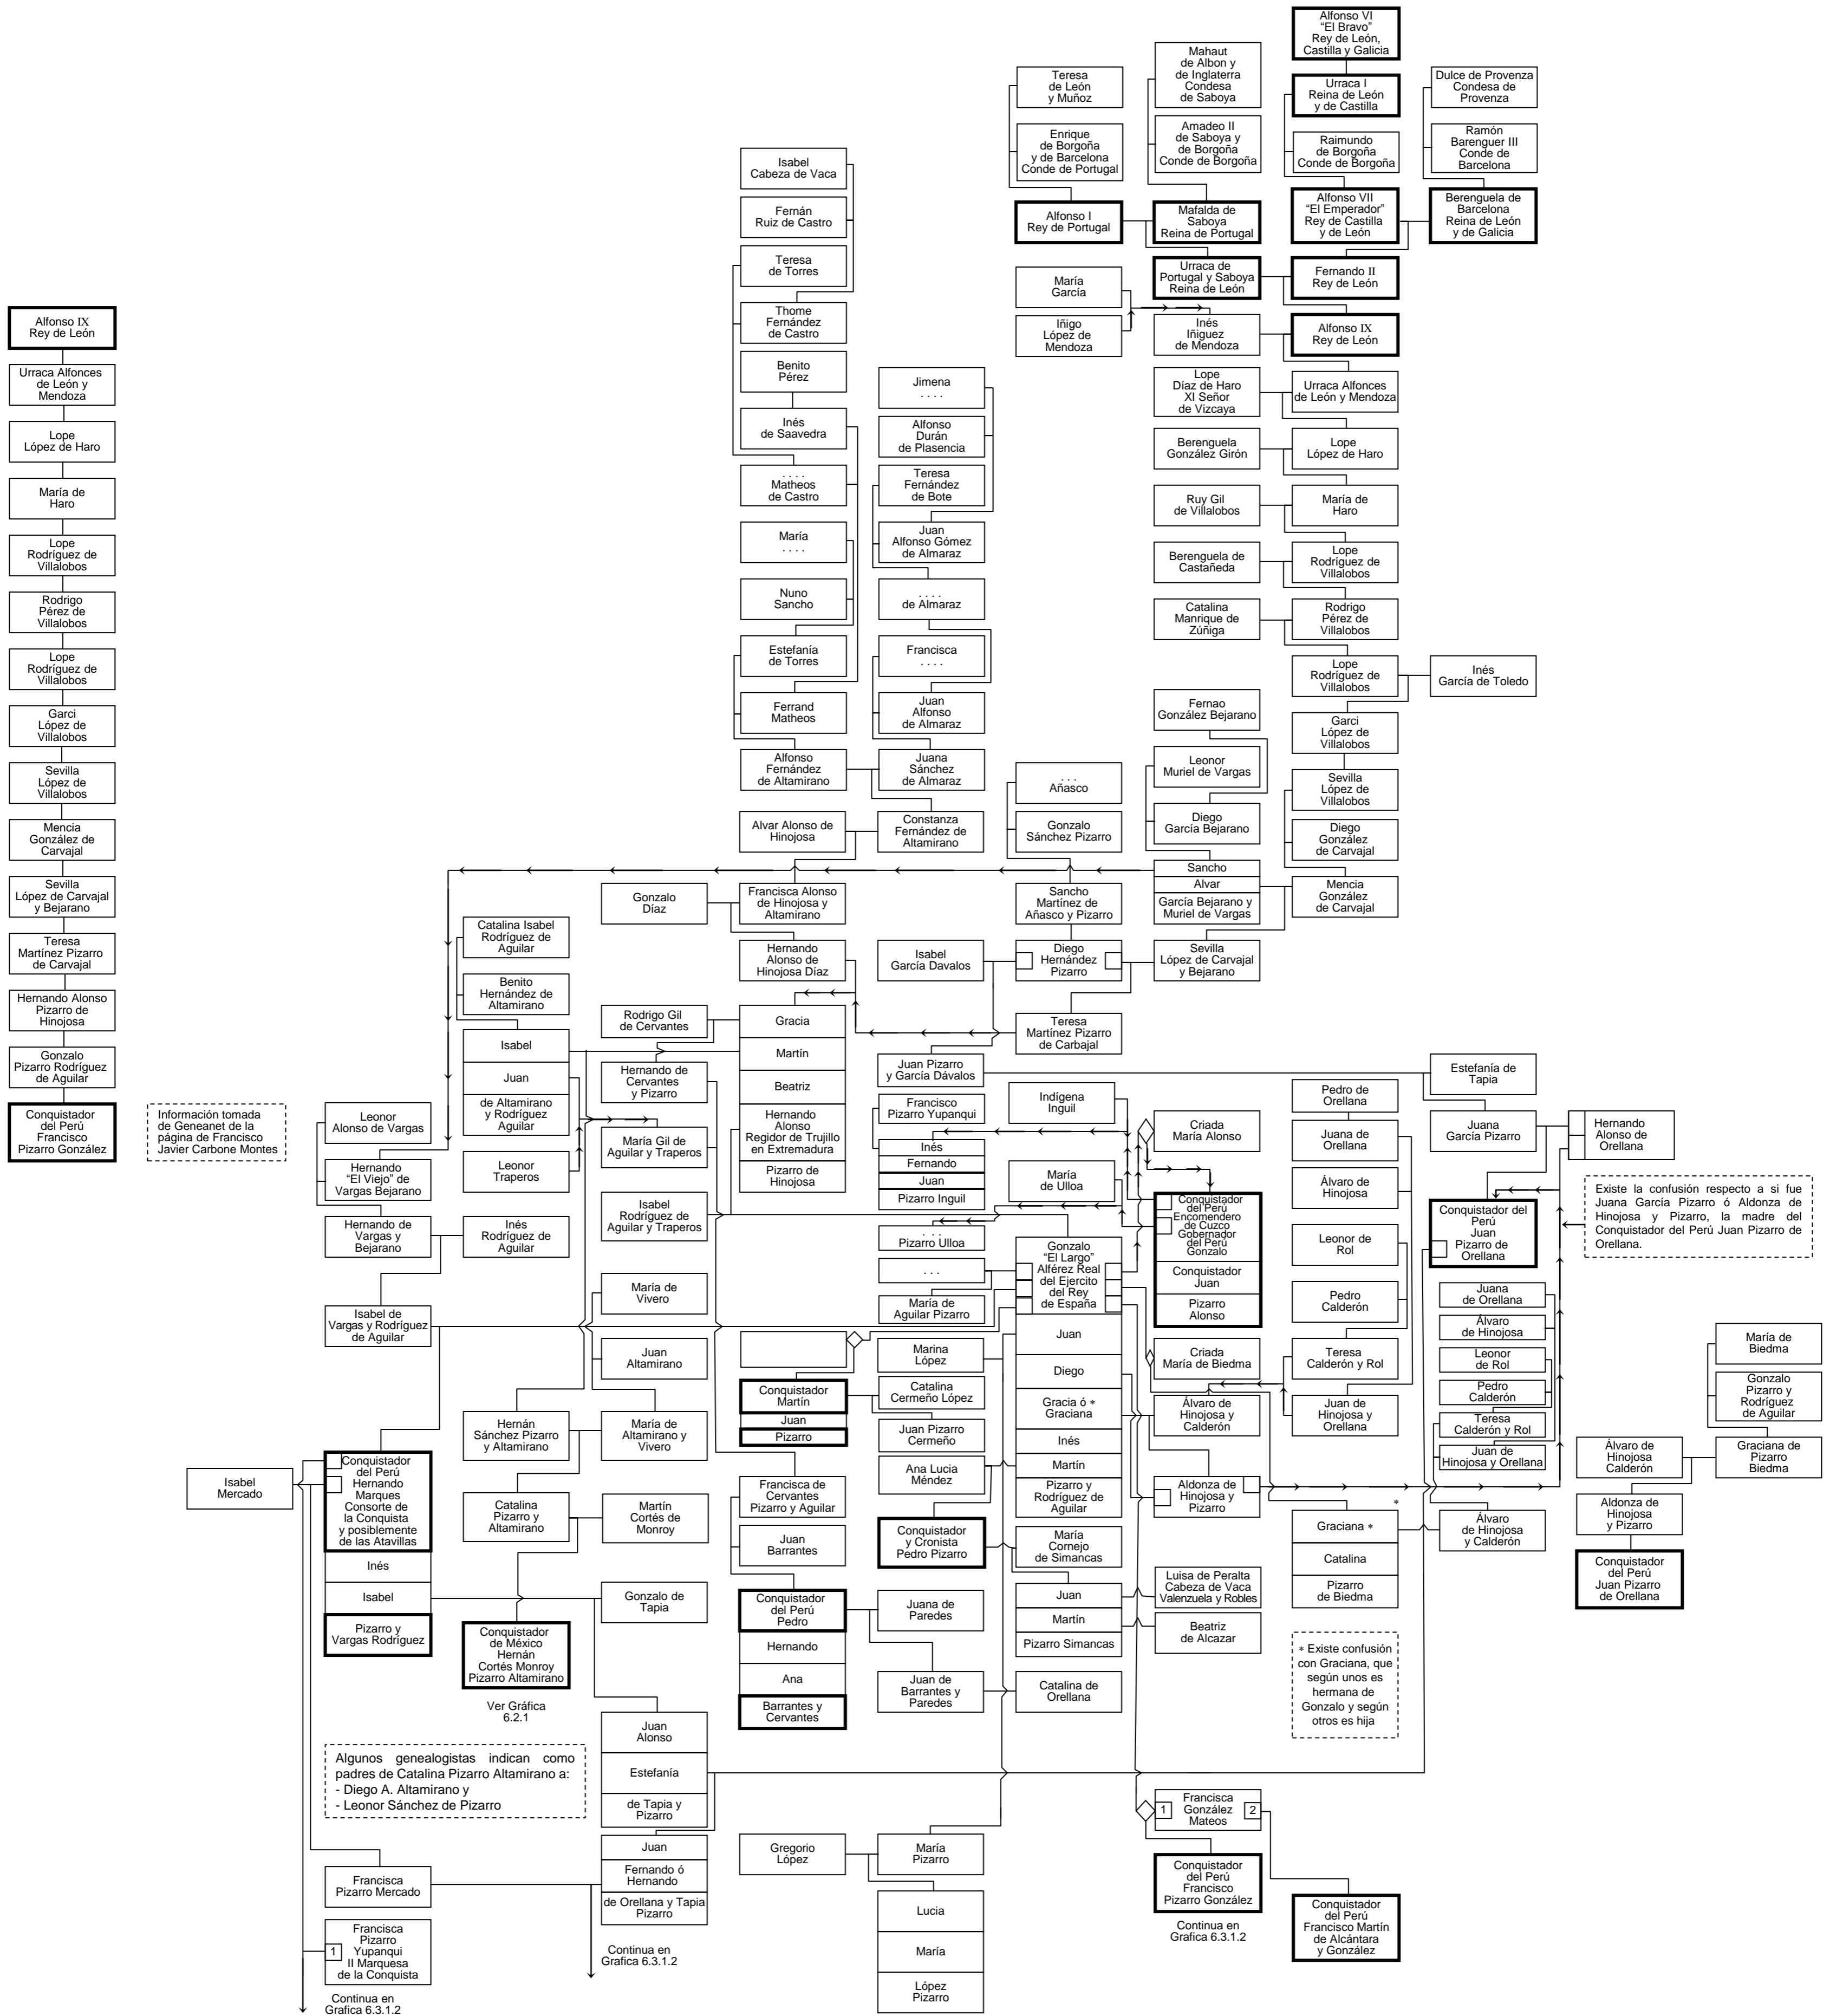 Alfonso VI
“El Bravo”
Rey de León,
Castilla y Galicia
Teresa
de León
y Muñoz
Mahaut
de Albon y
de Inglaterra
Condesa
de Saboya
Urraca I
Reina de León
y de Castilla
Dulce de Provenza
Condesa de
Provenza
Enrique
de Borgoña
y de Barcelona
Conde de Portugal
Amadeo II
de Saboya y
de Borgoña
Conde de Borgoña
Raimundo
de Borgoña
Conde de Borgoña
Ramón
Barenguer III
Conde de
Barcelona
Isabel
Cabeza de Vaca
Fernán
Ruiz de Castro
Alfonso I
Rey de Portugal
Mafalda de
Saboya
Reina de Portugal
Alfonso VII
“El Emperador”
Rey de Castilla
y de León
Berenguela de
Barcelona
Reina de León
y de Galicia
Teresa
de Torres
María
García
Urraca de
Portugal y Saboya
Reina de León
Fernando II
Rey de León
Alfonso IX
Rey de León
Thome
Fernández
de Castro
Iñigo
López de
Mendoza
Inés
Iñiguez
de Mendoza
Alfonso IX
Rey de León
Urraca Alfonces
de León y
Mendoza
Benito
Pérez
Jimena
. . . .
Lope
Díaz de Haro
XI Señor
de Vizcaya
Urraca Alfonces
de León y Mendoza
Lope
López de Haro
Inés
de Saavedra
Alfonso
Durán
de Plasencia
Berenguela
González Girón
Lope
López de Haro
María de
Haro
. . . .
Matheos
de Castro
Teresa
Fernández
de Bote
Ruy Gil
de Villalobos
María de
Haro
Lope
Rodríguez de
Villalobos
María
. . . .
Juan
Alfonso Gómez
de Almaraz
Berenguela de
Castañeda
Lope
Rodríguez de
Villalobos
Rodrigo
Pérez de
Villalobos
Nuno
Sancho
. . . .
de Almaraz
Catalina
Manrique de
Zúñiga
Rodrigo
Pérez de
Villalobos
Lope
Rodríguez de
Villalobos
Estefanía
de Torres
Francisca
. . . .
Lope
Rodríguez de
Villalobos
Inés
García de Toledo
Garci
López de
Villalobos
Ferrand
Matheos
Juan
Alfonso
de Almaraz
Fernao
González Bejarano
Garci
López de
Villalobos
Sevilla
López de
Villalobos
Alfonso
Fernández
de Altamirano
Juana
Sánchez
de Almaraz
. . .
Añasco
Leonor
Muriel de Vargas
Sevilla
López de
Villalobos
Mencia
González de
Carvajal
Alvar Alonso de
Hinojosa
Constanza
Fernández de
Altamirano
Gonzalo
Sánchez Pizarro
Diego
García Bejarano
Diego
González
de Carvajal
Sevilla
López de Carvajal
y Bejarano
Gonzalo
Díaz
Francisca Alonso
de Hinojosa y
Altamirano
Sancho
Martínez de
Añasco y Pizarro
Sancho
Alvar
García Bejarano y
Muriel de Vargas
Mencia
González
de Carvajal
Teresa
Martínez Pizarro
de Carvajal
Catalina Isabel
Rodríguez de
Aguilar
Hernando
Alonso de
Hinojosa Díaz
Isabel
García Davalos
Diego
Hernández
Pizarro
Sevilla
López de Carvajal
y Bejarano
Hernando Alonso
Pizarro de
Hinojosa
Benito
Hernández de
Altamirano
Rodrigo Gil
de Cervantes
Gracia
Martín
Beatriz
Hernando
Alonso
Regidor de Trujillo
en Extremadura
Pizarro de
Hinojosa
Teresa
Martínez Pizarro
de Carbajal
Gonzalo
Pizarro Rodríguez
de Aguilar
Isabel
Juan
de Altamirano
y Rodríguez
Aguilar
Hernando de
Cervantes
y Pizarro
Juan Pizarro
y García Dávalos
Estefanía de
Tapia
Conquistador
del Perú
Francisco
Pizarro González
Información tomada
de Geneanet de la
página de Francisco
Javier Carbone Montes
Leonor
Alonso de Vargas
María Gil de
Aguilar y Traperos
Francisco
Pizarro Yupanqui
Indígena
Inguil
Criada
María Alonso
Pedro de
Orellana
Juana
García Pizarro
Hernando
Alonso de
Orellana
Hernando
“El Viejo” de
Vargas Bejarano
Leonor
Traperos
Inés
Fernando
Juan
Pizarro Inguil
María
de Ulloa
Juana de
Orellana
Álvaro de
Hinojosa
Hernando de
Vargas y
Bejarano
Inés
Rodríguez de
Aguilar
Isabel
Rodríguez de
Aguilar y Traperos
. . .
Pizarro Ulloa
Conquistador
del Perú
Encomendero
de Cuzco
Gobernador
del Perú
Gonzalo
Conquistador
Juan
Pizarro
Alonso
Leonor de
Rol
Conquistador del
Perú
Juan
Pizarro de
Orellana
Existe la confusión respecto a si fue
Juana García Pizarro ó Aldonza de
Hinojosa y Pizarro, la madre del
Conquistador del Perú Juan Pizarro de
Orellana.
. . .
María de
Aguilar Pizarro
Gonzalo
“El Largo”
Alférez Real
del Ejercito
del Rey
de España
Juan
Diego
Gracia ó *
Graciana
Inés
Martín
Pizarro y
Rodríguez de
Aguilar
Pedro
Calderón
Juana
de Orellana
Álvaro
de Hinojosa
Leonor
de Rol
Pedro
Calderón
Teresa
Calderón y Rol
Juan de
Hinojosa y Orellana
Isabel de
Vargas y Rodríguez
de Aguilar
María de
Vivero
Juan
Altamirano
Marina
López
Criada
María de Biedma
Teresa
Calderón y Rol
María de
Biedma
Gonzalo
Pizarro y
Rodríguez
de Aguilar
Conquistador
Martín
Juan
Pizarro
Catalina
Cermeño López
Juan Pizarro
Cermeño
Álvaro de
Hinojosa y
Calderón
Juan de
Hinojosa y
Orellana
Hernán
Sánchez Pizarro
y Altamirano
María de
Altamirano y
Vivero
Álvaro de
Hinojosa
Calderón
Graciana de
Pizarro
Biedma
Isabel
Mercado
Conquistador
del Perú
Hernando
Marques
Consorte de
la Conquista
y posiblemente
de las Atavillas
Inés
Isabel
Pizarro y
Vargas Rodríguez
Catalina
Pizarro y
Altamirano
Martín
Cortés de
Monroy
Francisca de
Cervantes
Pizarro y Aguilar
Ana Lucia
Méndez
Aldonza de
Hinojosa y
Pizarro
*
Graciana *
Catalina
Pizarro
de Biedma
Álvaro
de Hinojosa
y Calderón
Aldonza de
Hinojosa
y Pizarro
Juan
Barrantes
Conquistador
y Cronista
Pedro Pizarro
María
Cornejo
de Simancas
Conquistador
del Perú
Juan Pizarro
de Orellana
Gonzalo de
Tapia
Conquistador
del Perú
Pedro
Hernando
Ana
Barrantes y
Cervantes
Juana de
Paredes
Juan
Martín
Pizarro Simancas
Luisa de Peralta
Cabeza de Vaca
Valenzuela y Robles
Beatriz
de Alcazar
Conquistador
de México
Hernán
Cortés Monroy
Pizarro Altamirano
Ver Gráfica
6.2.1
Juan de
Barrantes y
Paredes
Catalina de
Orellana
* Existe confusión
con Graciana, que
según unos es
hermana de
Gonzalo y según
otros es hija
Algunos genealogistas indican como
padres de Catalina Pizarro Altamirano a:
- Diego A. Altamirano y
- Leonor Sánchez de Pizarro
Juan
Alonso
Estefanía
de Tapia y
Pizarro
1
Francisca
González
Mateos
2
Francisca
Pizarro Mercado
Juan
Fernando ó
Hernando
de Orellana y Tapia
Pizarro
Gregorio
López
María
Pizarro
Conquistador
del Perú
Francisco
Pizarro González
Continua en
Grafica 6.3.1.2
Conquistador
del Perú
Francisco Martín
de Alcántara
y González
Lucia
María
López
Pizarro
1
Francisca
Pizarro
Yupanqui
II Marquesa
de la Conquista
Continua en
Grafica 6.3.1.2
Continua en
Grafica 6.3.1.2